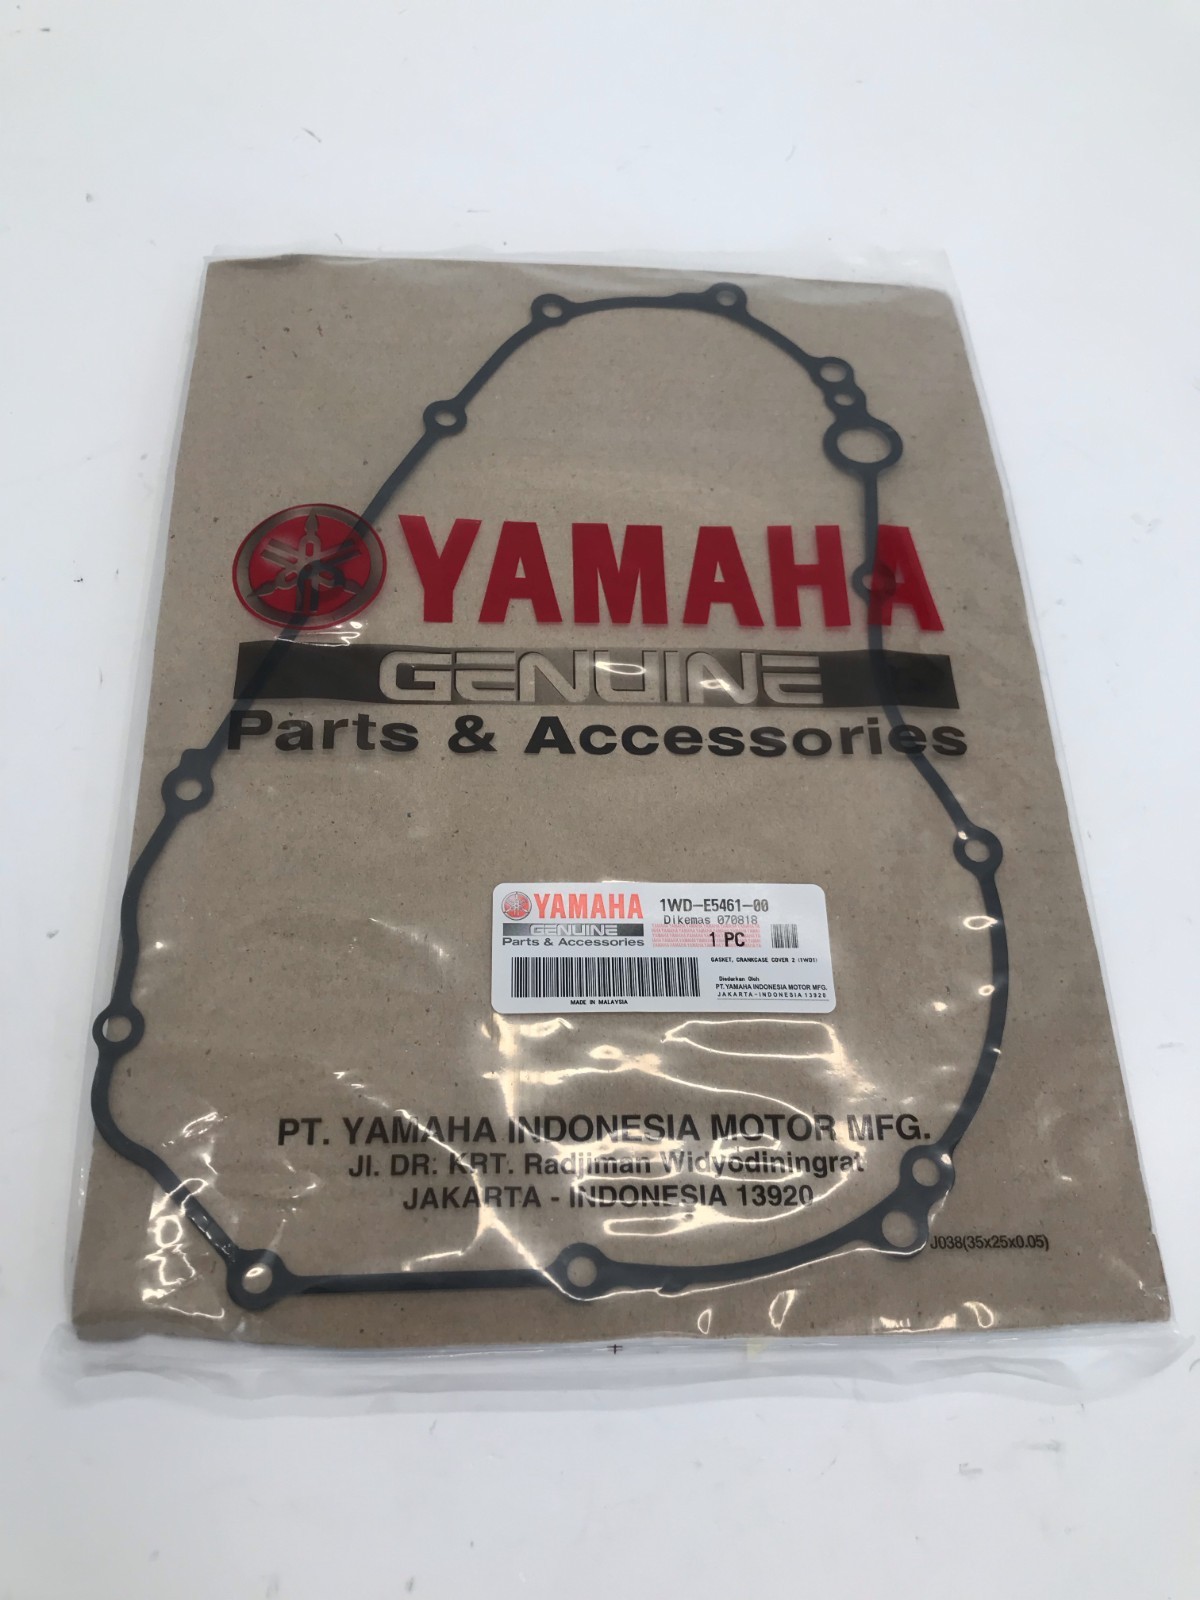 YAMAHA
GENUINE
Parts & Accessories
YAMAHA
GENUINE
Parts & Accessories
1WD-E5461-00
Dikemas 070818
1 PC
GASKET, CRANKCASE COVER 2 (1WD1)
MADE IN MALAYSIA
Diedarkan Oleh
PT. YAMAHA INDONESIA MOTOR MFG.
JAKARTA-INDONESIA 13920
PT. YAMAHA INDONESIA MOTOR MFG.
Jl. DR. KRT. Radjiman Widyodiningrat
JAKARTA - INDONESIA 13920
J038(35x25x0.05)